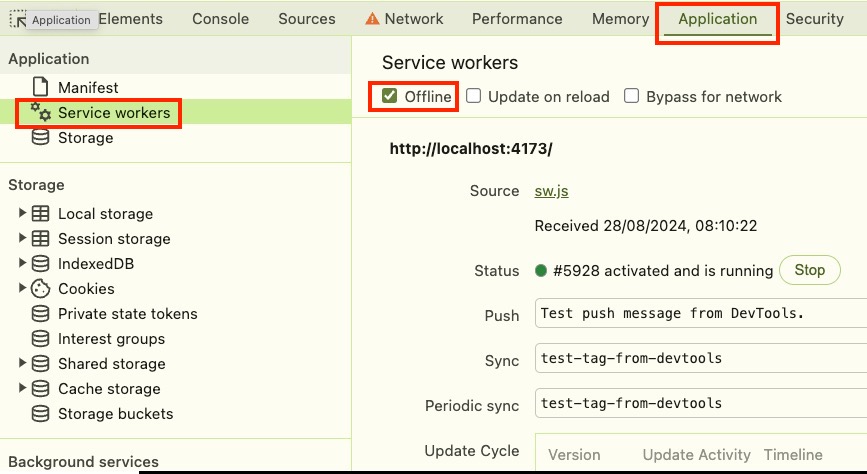 Application Elements Console Sources Network Performance Memory Application Security
Application
Manifest
Service workers
Storage
Storage
Local storage
Session storage
IndexedDB
Cookies
Private state tokens
Interest groups
Shared storage
Cache storage
Storage buckets
Background services
Service workers
Offline Update on reload Bypass for network
http://localhost:4173/
Source sw.js
Received 28/08/2024, 08:10:22
Status #5928 activated and is running Stop
Push Test push message from DevTools.
Sync test-tag-from-devtools
Periodic sync test-tag-from-devtools
Update Cycle Version Update Activity Timeline